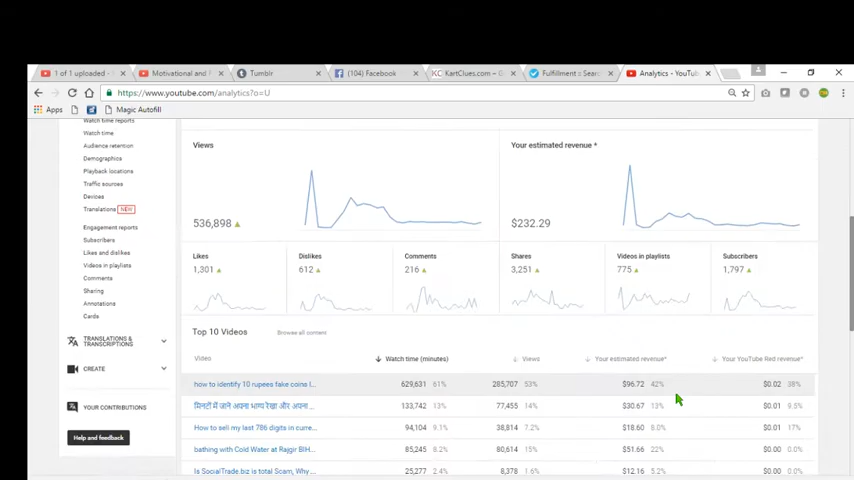 1 of 1 uploaded -
Motivational and
Tumblr
(104) Facebook
KartClues.com –
Fulfillment :: Searc
Analytics - YouTub
https://www.youtube.com/analytics?o=U
Apps
Magic Autofill
Watch time reports
Watch time
Audience retention
Demographics
Playback locations
Traffic sources
Devices
Translations NEW
Engagement reports
Subscribers
Likes and dislikes
Videos in playlists
Comments
Sharing
Annotations
Cards
TRANSLATIONS & TRANSCRIPTIONS
CREATE
YOUR CONTRIBUTIONS
Help and feedback
Views
536,898
Your estimated revenue *
$232.29
Likes
1,301
Dislikes
612
Comments
216
Shares
3,251
Videos in playlists
775
Subscribers
1,797
Top 10 Videos
Browse all content
Video Watch time (minutes) Views Your estimated revenue* Your YouTube Red revenue*
how to identify 10 rupees fake coins I... 629,631 61% 285,707 53% $96.72 42% $0.02 38%
मिनटों में जाने अपना भाग्य रेखा और अपना ... 133,742 13% 77,455 14% $30.67 13% $0.01 9.5%
How to sell my last 786 digits in curre... 94,104 9.1% 38,814 7.2% $18.60 8.0% $0.01 17%
bathing with Cold Water at Rajgir BIH... 85,245 8.2% 80,614 15% $51.66 22% $0.00 0.0%
Is SocialTrade.biz is total Scam, Why... 25,277 2.4% 8,378 1.6% $12.16 5.2% $0.00 0.0%